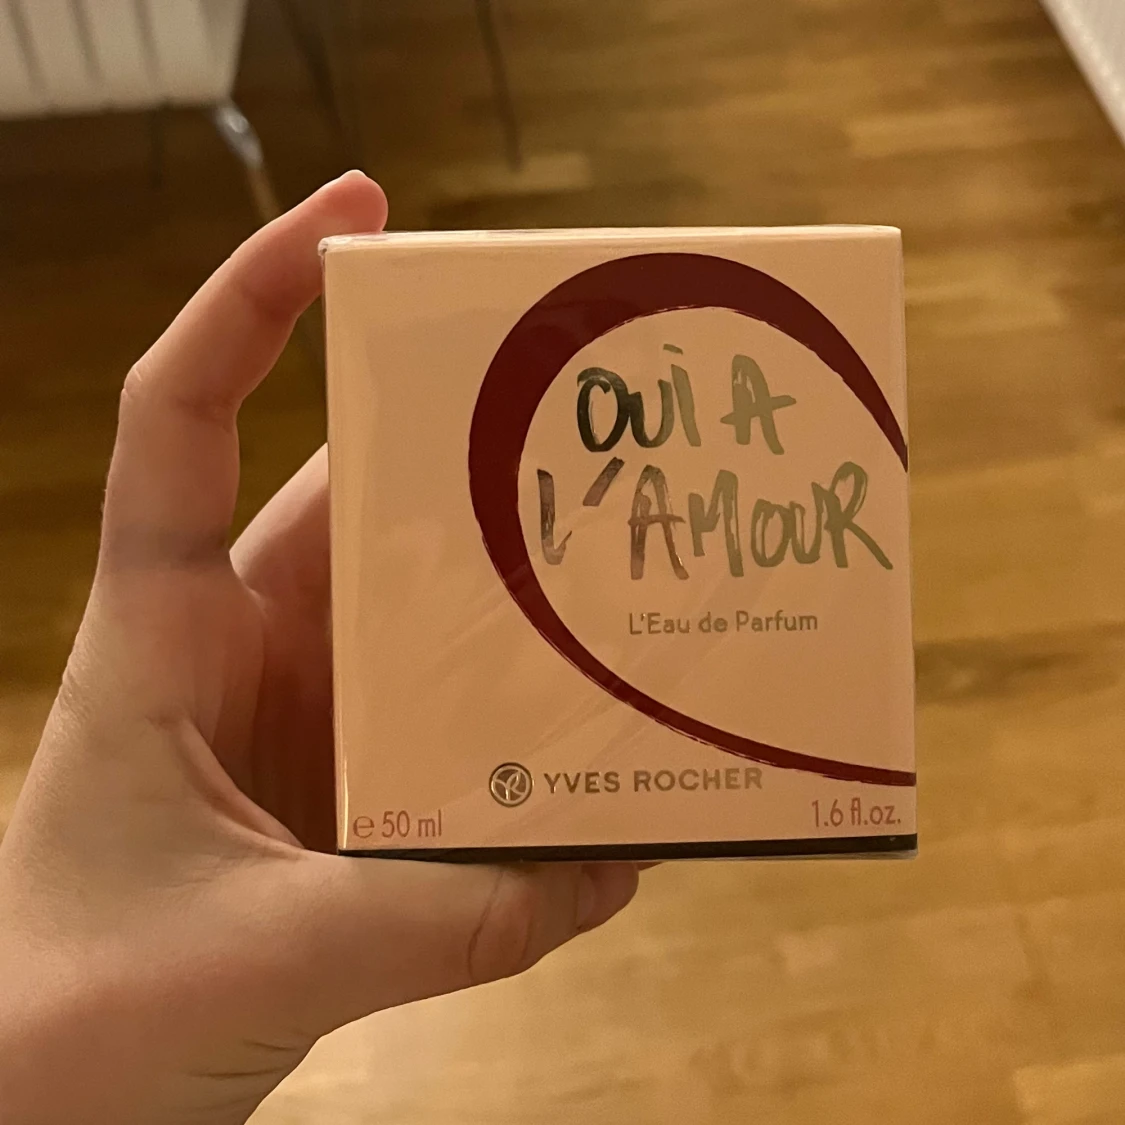 OUI A
L'AMOUR
L'Eau de Parfum
YVES ROCHER
e 50 ml
1.6 fl.oz.